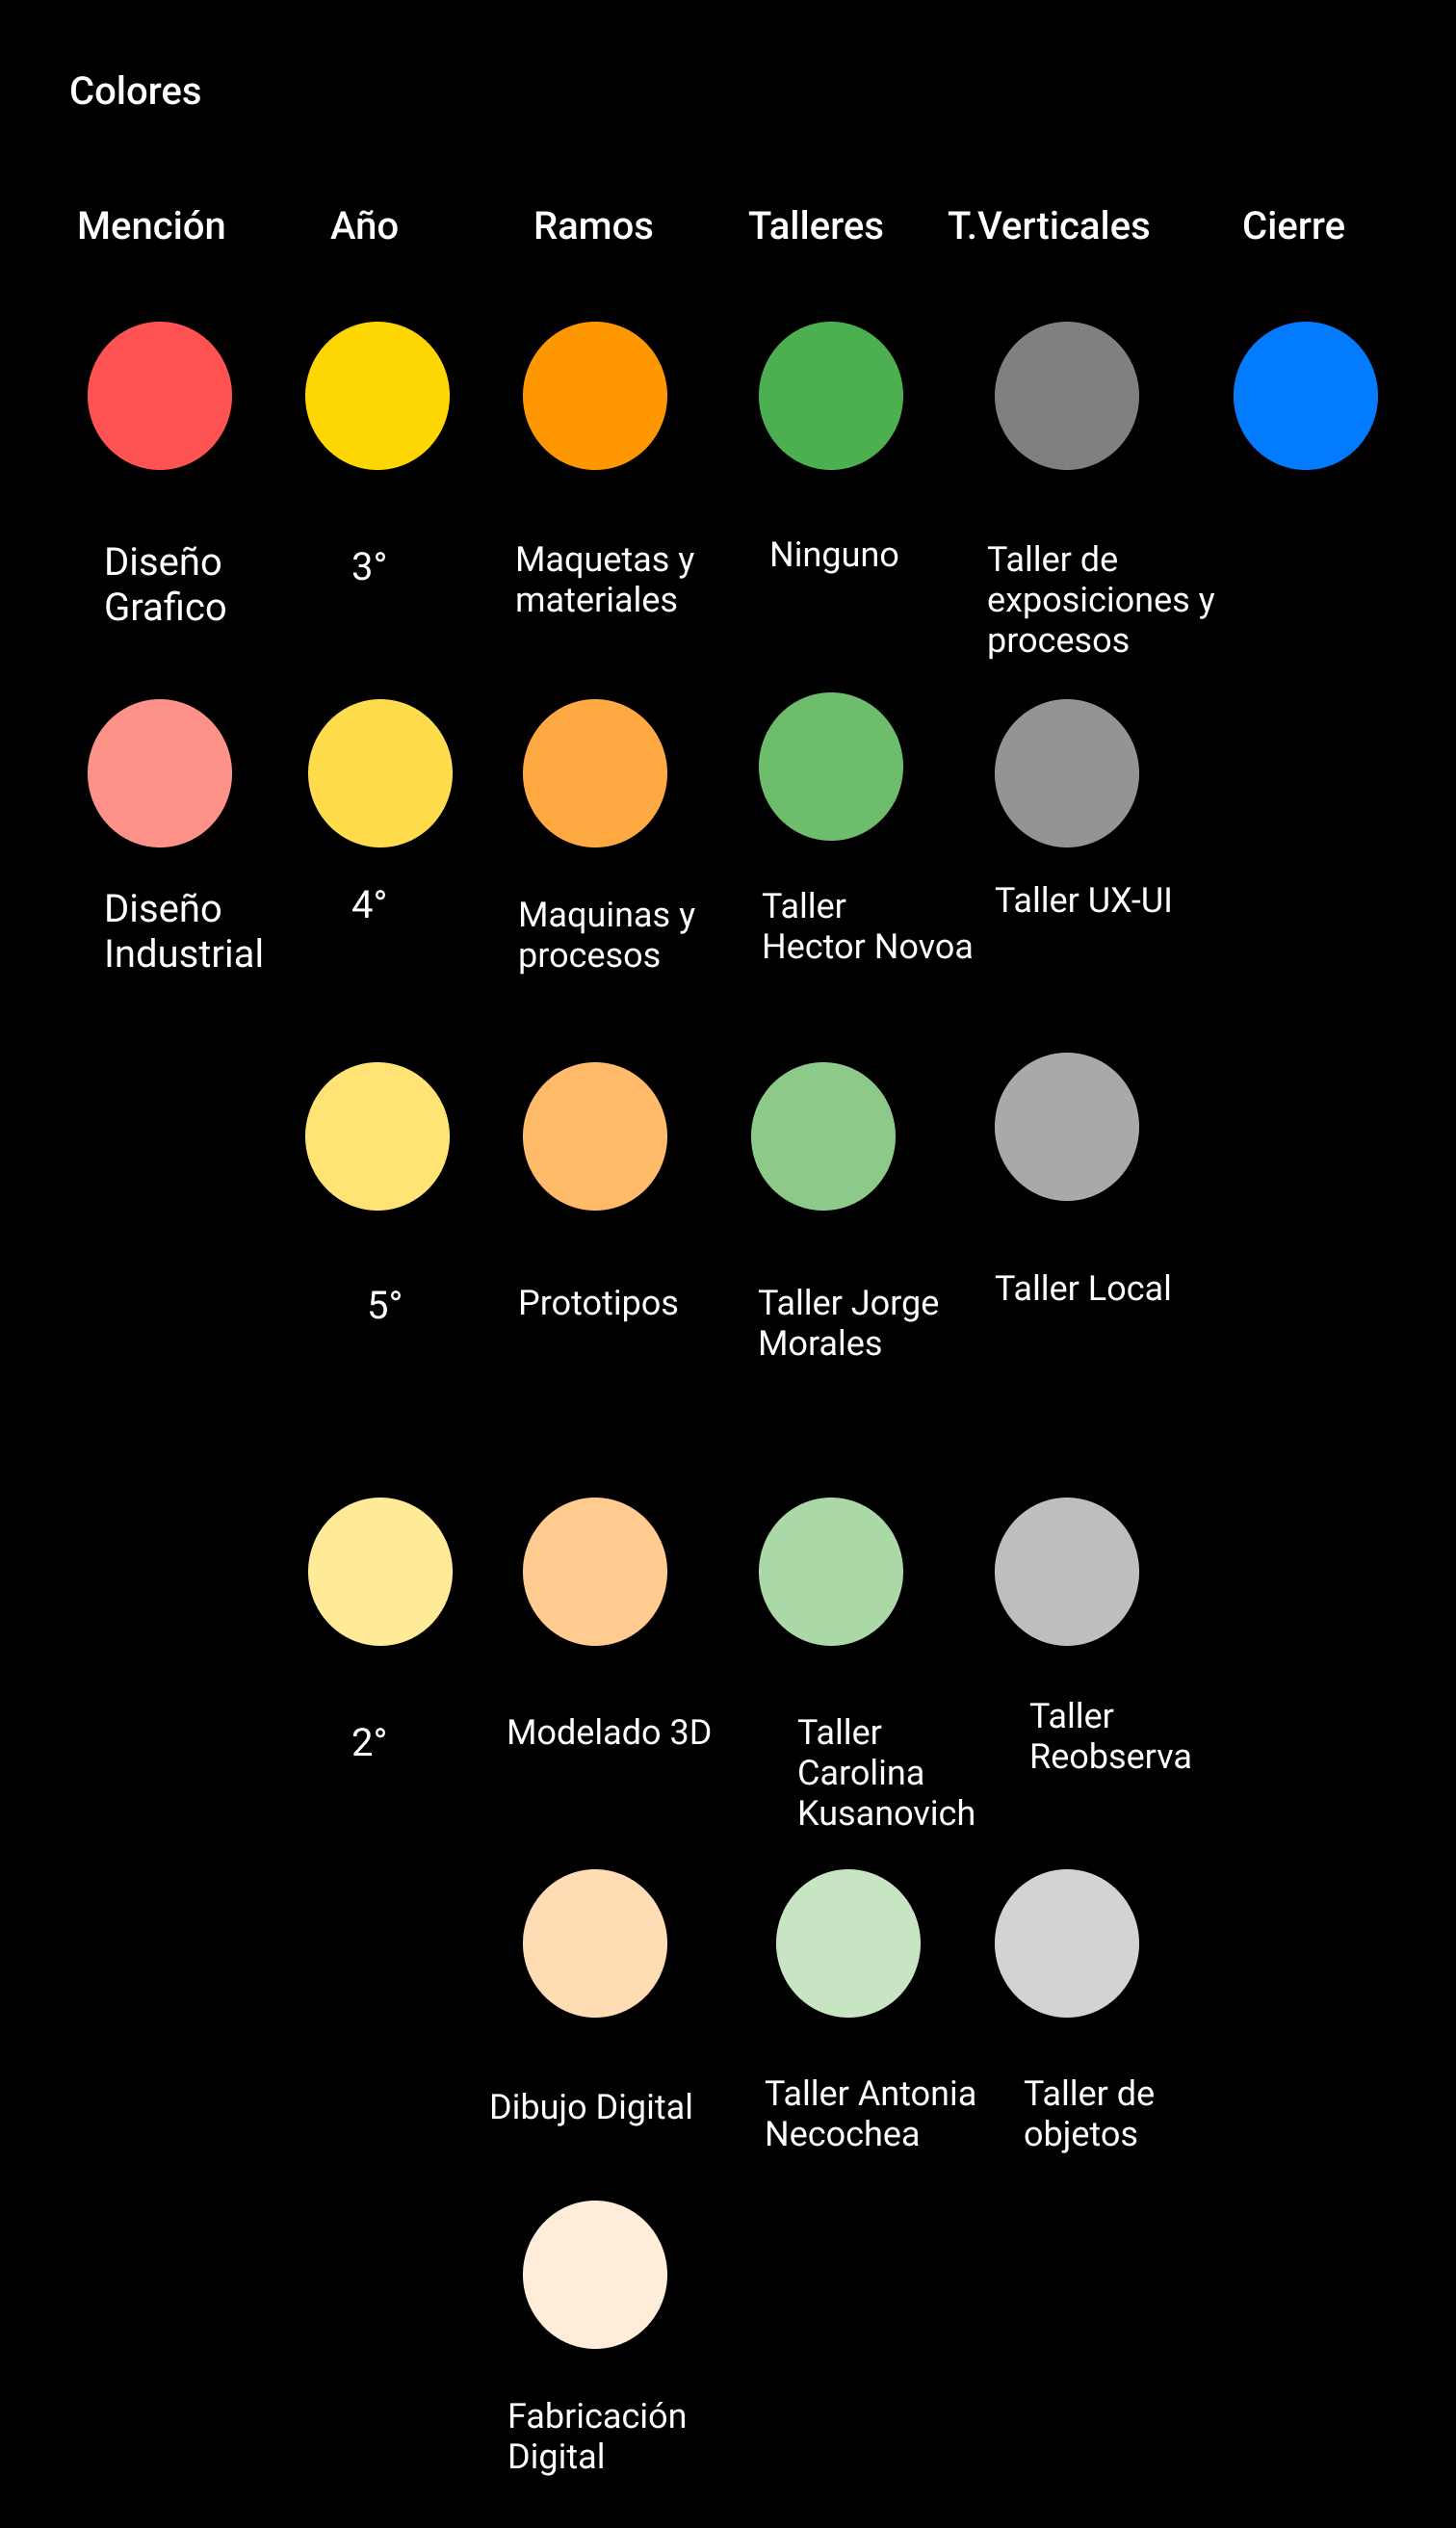 Colores
Mención
Año
Ramos
Talleres
T.Verticales
Cierre
Diseño
Grafico
3°
Maquetas y
materiales
Ninguno
Taller de
exposiciones y
procesos
Diseño
Industrial
4°
Maquinas y
procesos
Taller
Hector Novoa
Taller UX-UI
5°
Prototipos
Taller Jorge
Morales
Taller Local
2°
Modelado 3D
Taller
Carolina
Kusanovich
Taller
Reobserva
Dibujo Digital
Taller Antonia
Necochea
Taller de
objetos
Fabricación
Digital